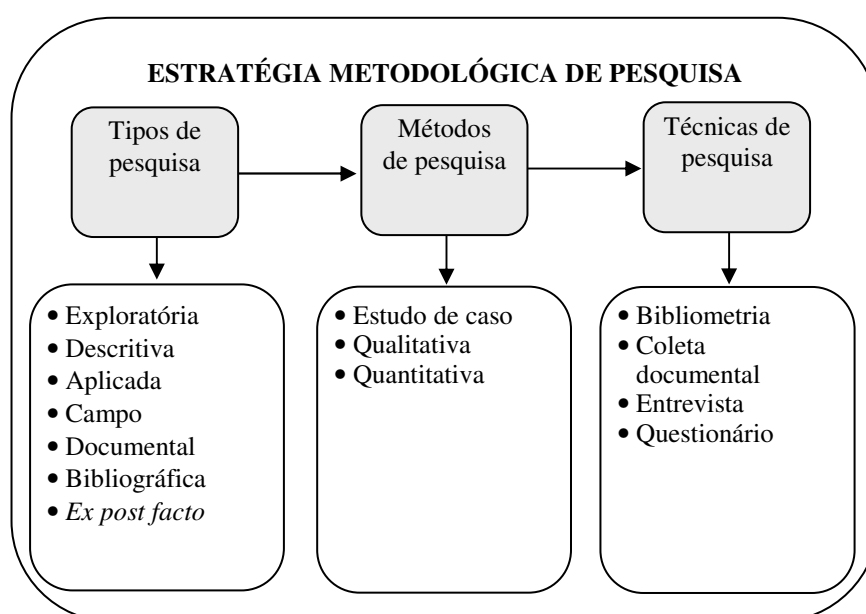 ESTRATÉGIA METODOLÓGICA DE PESQUISA
Tipos de
pesquisa
Métodos
de pesquisa
Técnicas de
pesquisa
• Exploratória
• Descritiva
• Aplicada
• Campo
• Documental
• Bibliográfica
• Ex post facto
• Estudo de caso
• Qualitativa
• Quantitativa
• Bibliometria
• Coleta
documental
• Entrevista
• Questionário